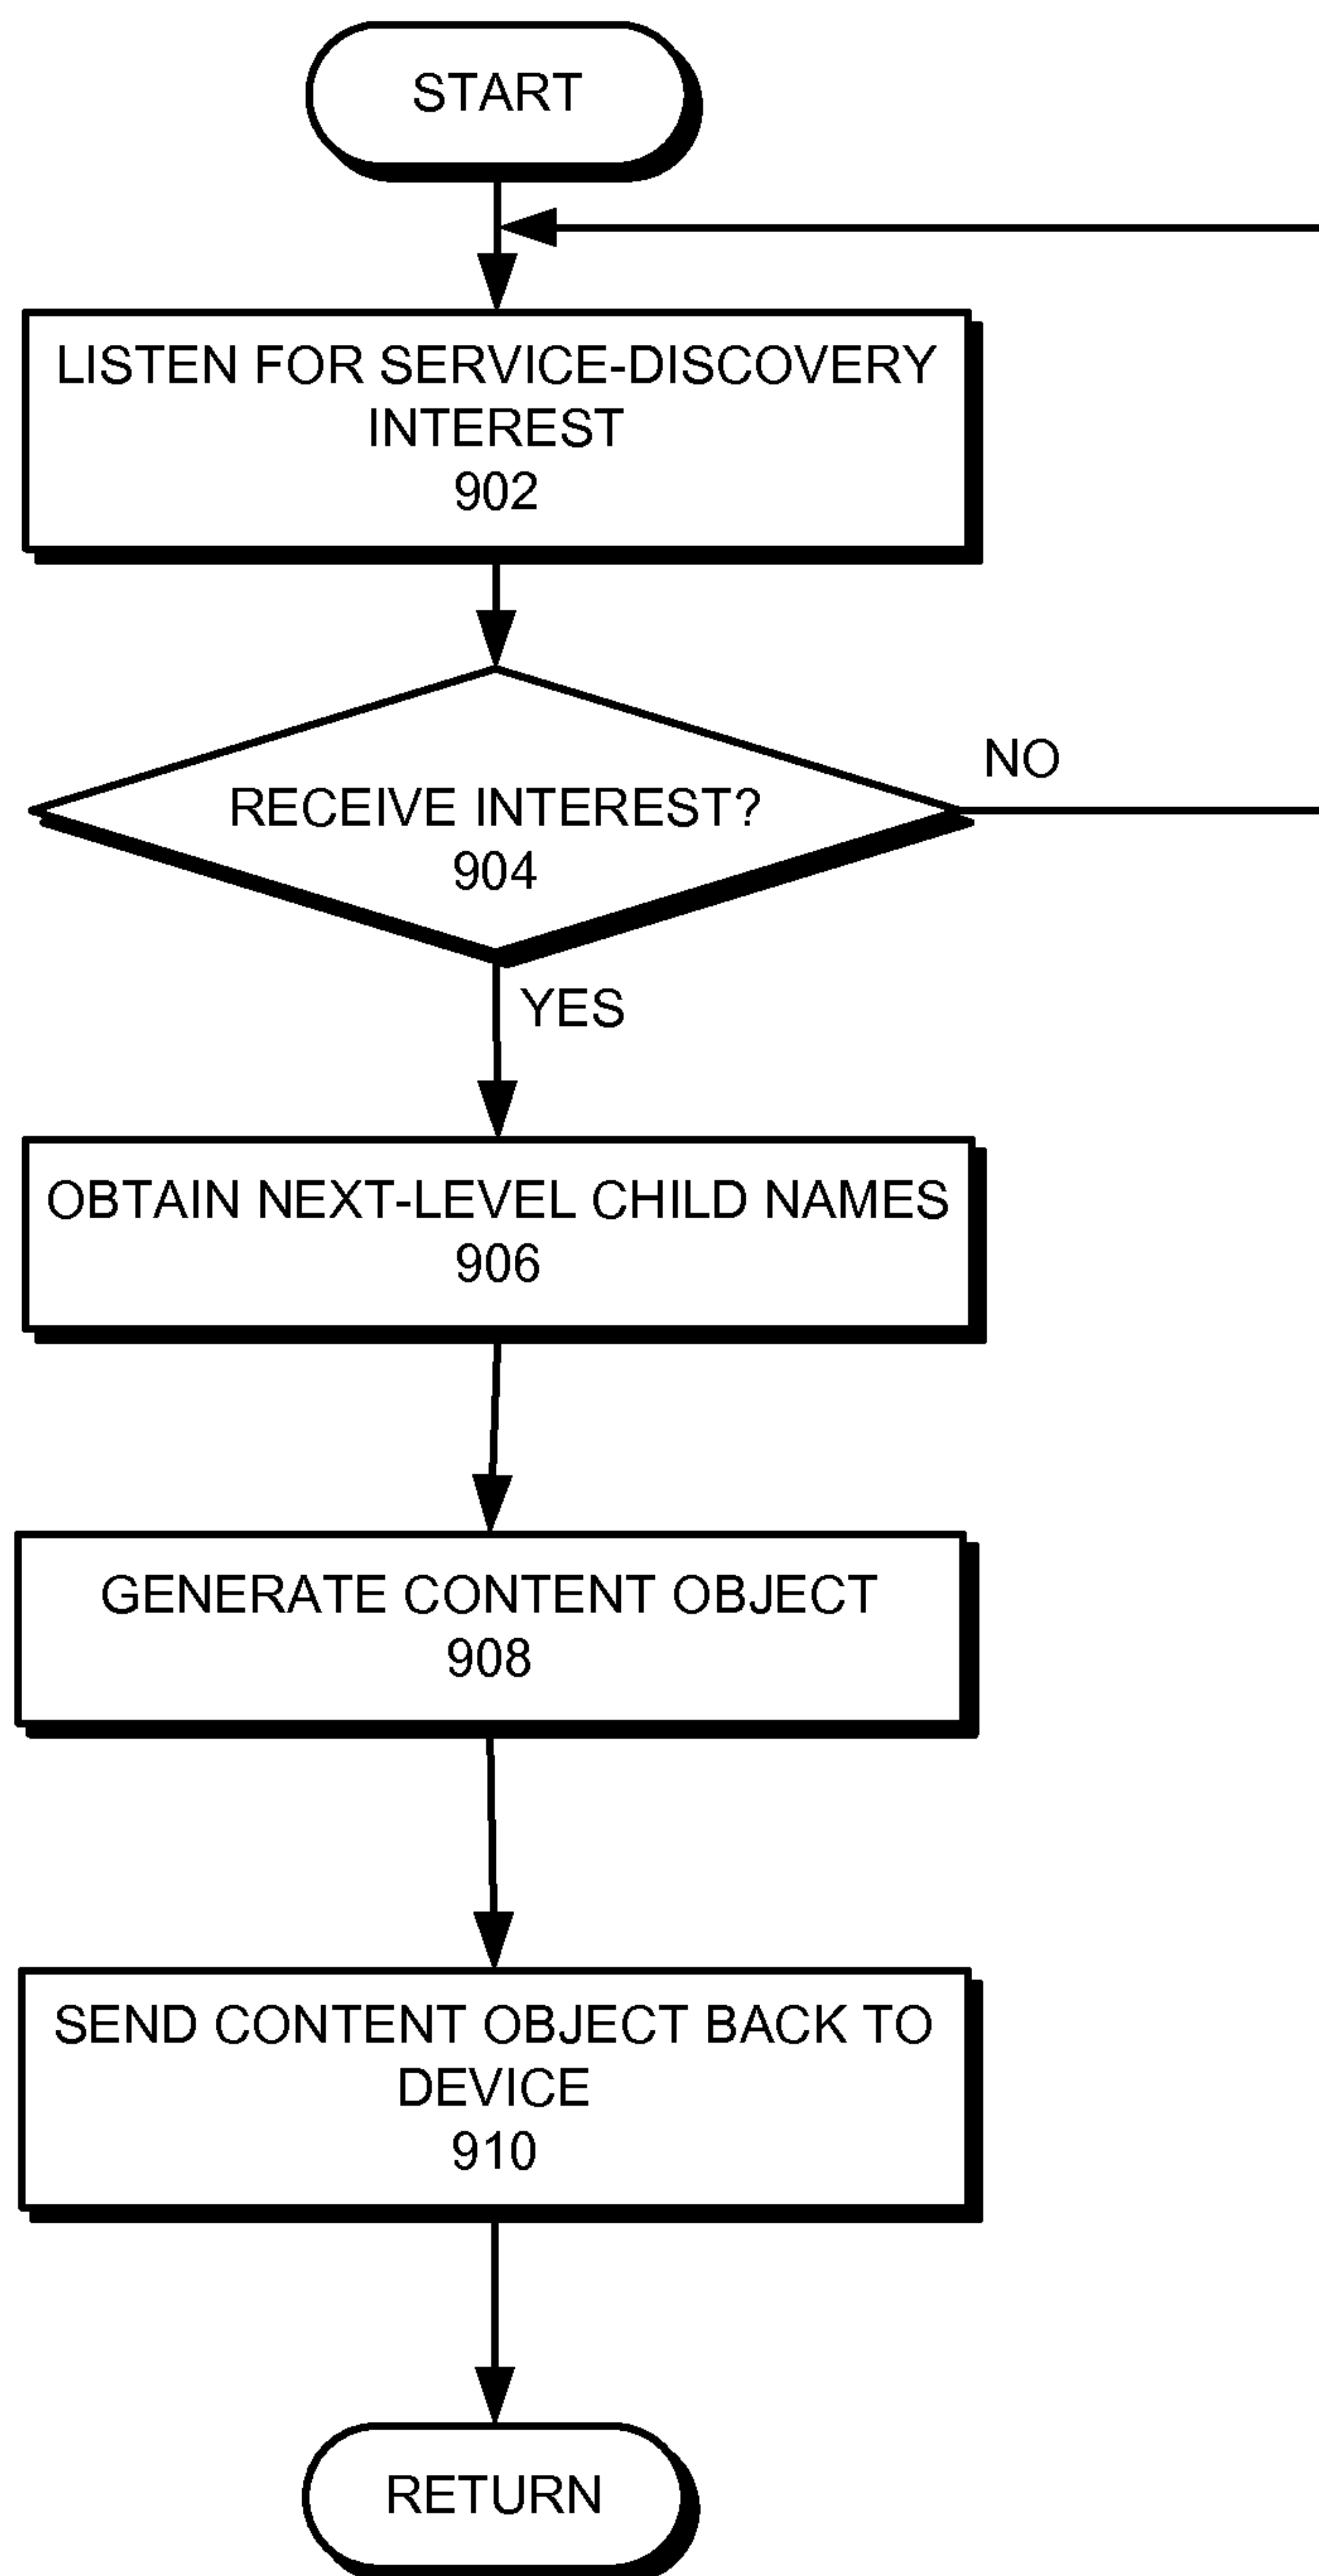 START
LISTEN FOR SERVICE-DISCOVERY
INTEREST
902
NO
RECEIVE INTEREST?
904
YES
OBTAIN NEXT-LEVEL CHILD NAMES
906
GENERATE CONTENT OBJECT
908
SEND CONTENT OBJECT BACK TO
DEVICE
910
RETURN